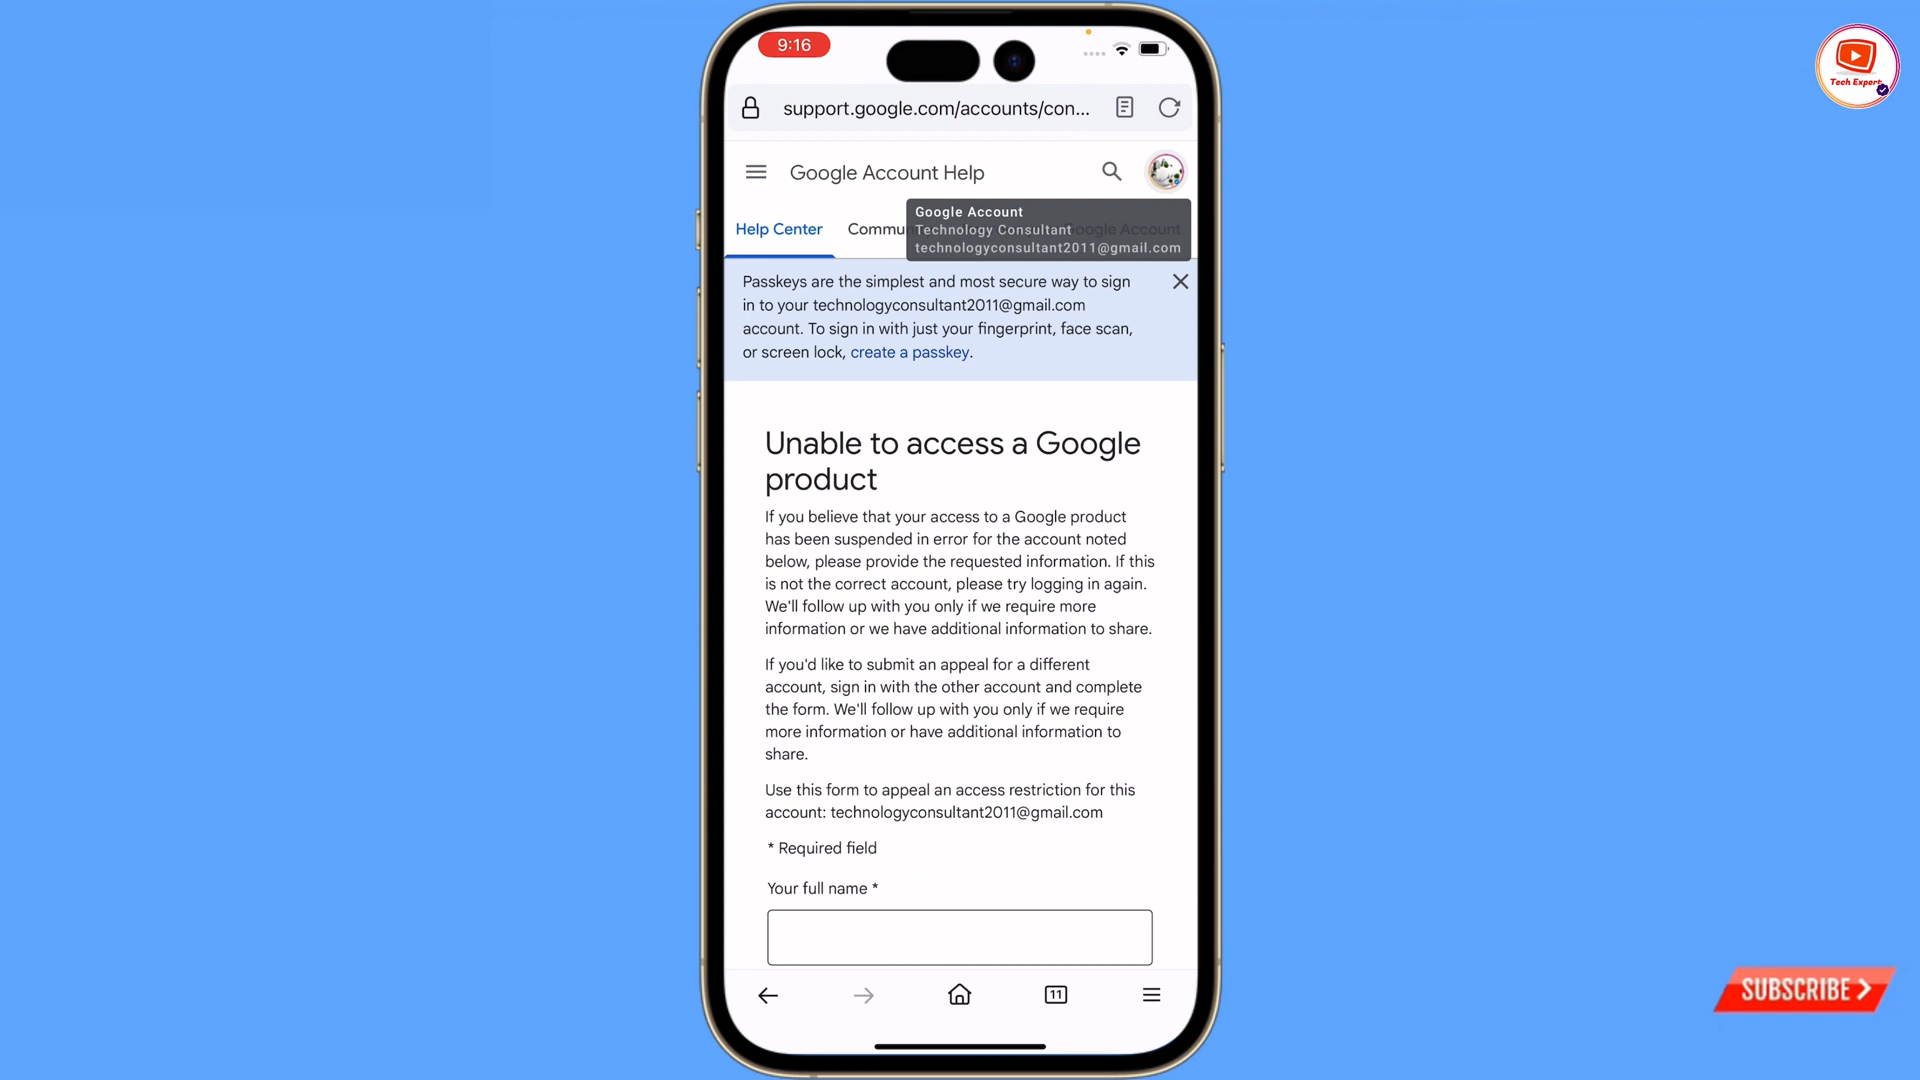 9:16
Tech Expert
support.google.com/accounts/con...
Google Account Help
Google Account
Technology Consultant
technologyconsultant2011@gmail.com
Help Center
Commu
Google Account
Passkeys are the simplest and most secure way to sign
in to your technologyconsultant2011@gmail.com
account. To sign in with just your fingerprint, face scan,
or screen lock, create a passkey.
Unable to access a Google
product
If you believe that your access to a Google product
has been suspended in error for the account noted
below, please provide the requested information. If this
is not the correct account, please try logging in again.
We'll follow up with you only if we require more
information or we have additional information to share.
If you'd like to submit an appeal for a different
account, sign in with the other account and complete
the form. We'll follow up with you only if we require
more information or have additional information to
share.
Use this form to appeal an access restriction for this
account: technologyconsultant2011@gmail.com
* Required field
Your full name *
11
SUBSCRIBE